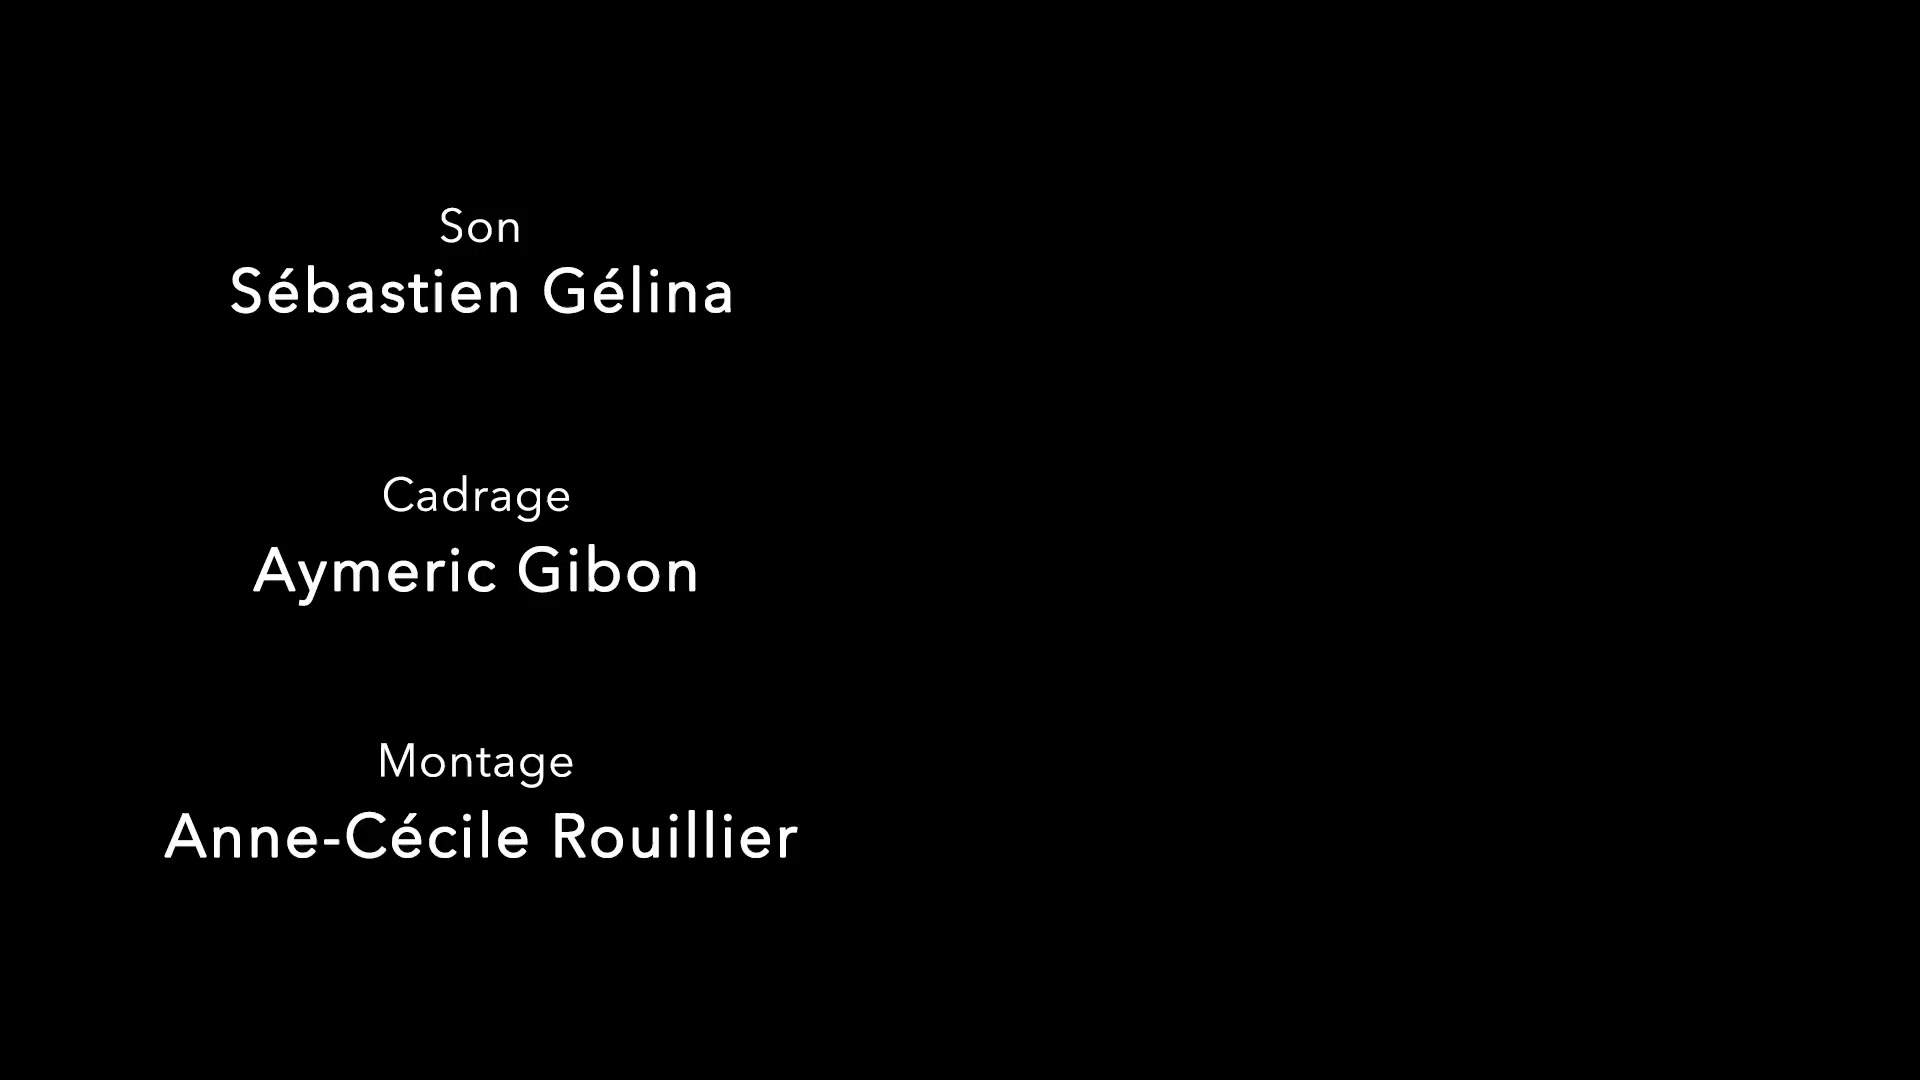 Son
Sébastien Gélina
Cadrage
Aymeric Gibon
Montage
Anne-Cécile Rouillier